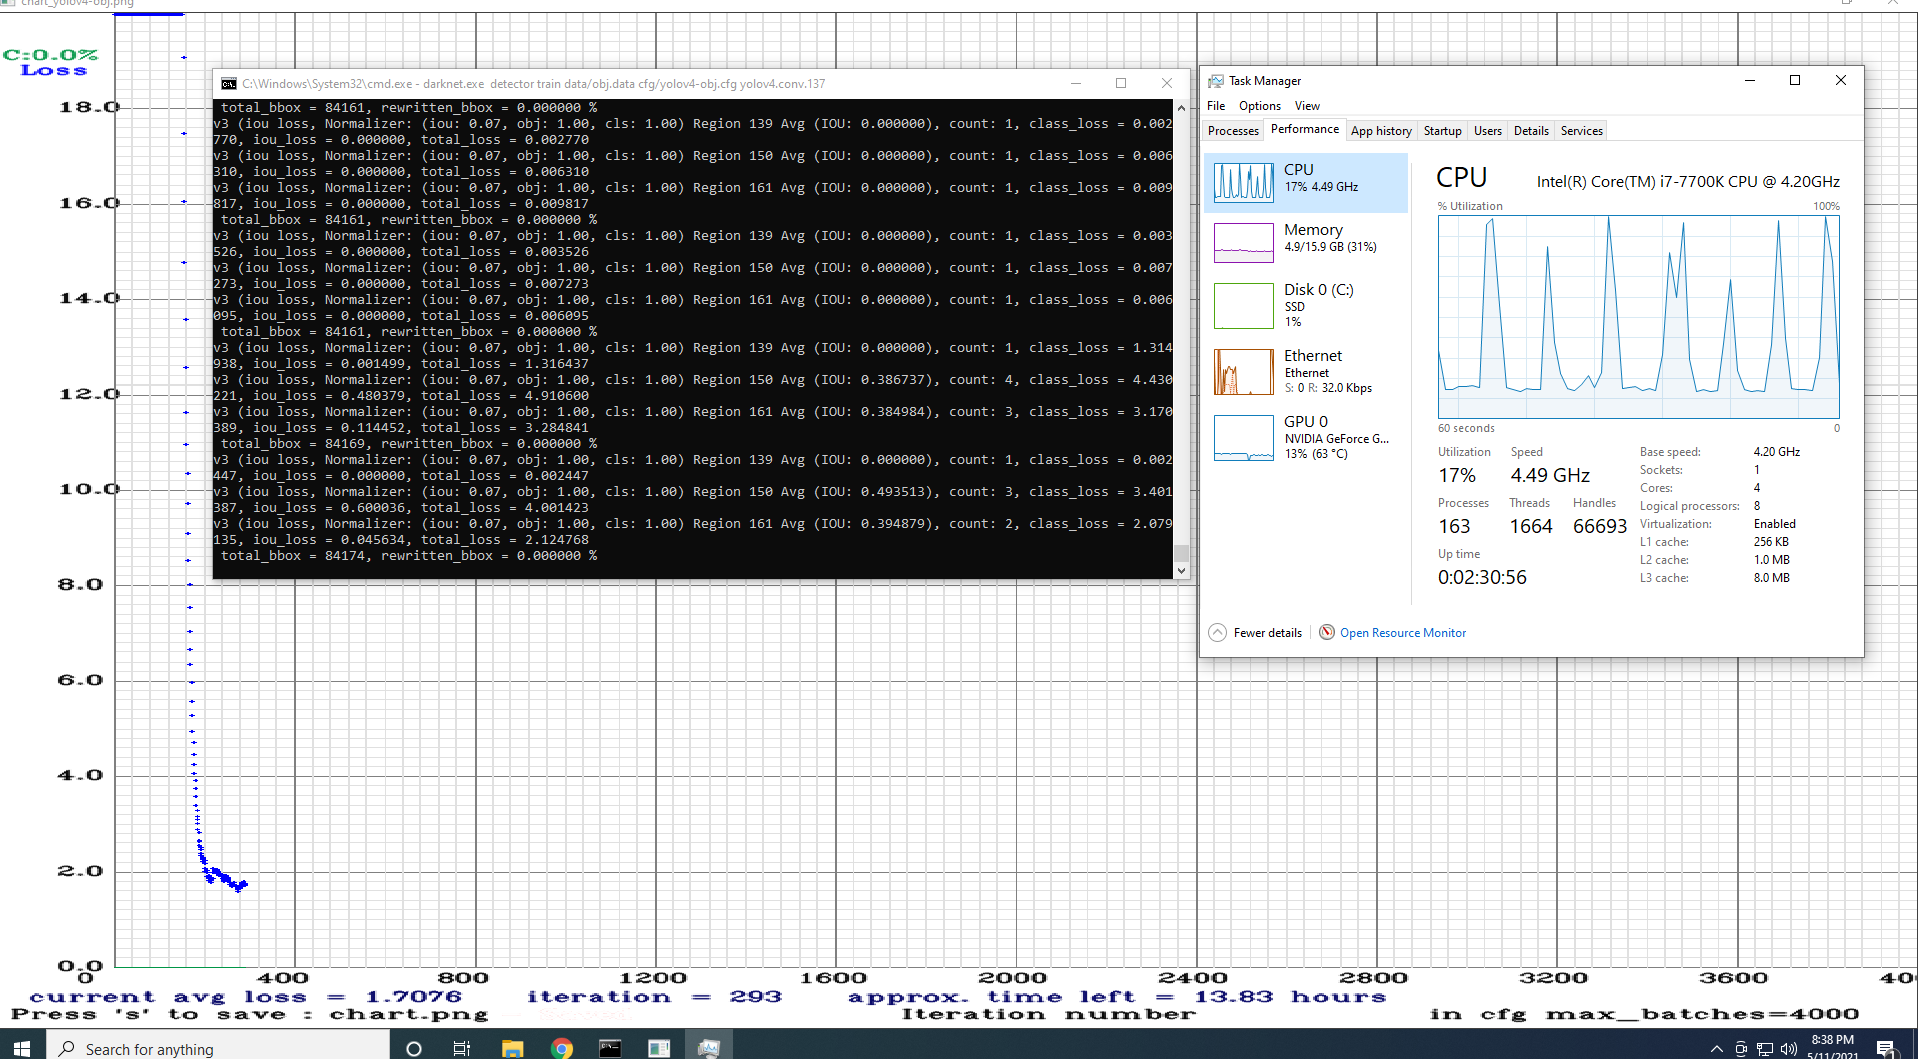 chart_yolov4-obj.png
C:0.0%
Loss
18.0
16.0
14.0
12.0
10.0
8.0
6.0
4.0
2.0
0.0
0 400 800 1200 1600 2000 2400 2800 3200 3600 40
current avg loss = 1.7076 iteration = 293 approx. time left = 13.83 hours
Press 's' to save : chart.png Iteration number in cfg max_batches=4000
C:\Windows\System32\cmd.exe - darknet.exe detector train data/obj.data cfg/yolov4-obj.cfg yolov4.conv.137
total_bbox = 84161, rewritten_bbox = 0.000000 %
v3 (iou loss, Normalizer: (iou: 0.07, obj: 1.00, cls: 1.00) Region 139 Avg (IOU: 0.000000), count: 1, class_loss = 0.002
770, iou_loss = 0.000000, total_loss = 0.002770
v3 (iou loss, Normalizer: (iou: 0.07, obj: 1.00, cls: 1.00) Region 150 Avg (IOU: 0.000000), count: 1, class_loss = 0.006
310, iou_loss = 0.000000, total_loss = 0.006310
v3 (iou loss, Normalizer: (iou: 0.07, obj: 1.00, cls: 1.00) Region 161 Avg (IOU: 0.000000), count: 1, class_loss = 0.009
817, iou_loss = 0.000000, total_loss = 0.009817
total_bbox = 84161, rewritten_bbox = 0.000000 %
v3 (iou loss, Normalizer: (iou: 0.07, obj: 1.00, cls: 1.00) Region 139 Avg (IOU: 0.000000), count: 1, class_loss = 0.003
526, iou_loss = 0.000000, total_loss = 0.003526
v3 (iou loss, Normalizer: (iou: 0.07, obj: 1.00, cls: 1.00) Region 150 Avg (IOU: 0.000000), count: 1, class_loss = 0.007
273, iou_loss = 0.000000, total_loss = 0.007273
v3 (iou loss, Normalizer: (iou: 0.07, obj: 1.00, cls: 1.00) Region 161 Avg (IOU: 0.000000), count: 1, class_loss = 0.006
095, iou_loss = 0.000000, total_loss = 0.006095
total_bbox = 84161, rewritten_bbox = 0.000000 %
v3 (iou loss, Normalizer: (iou: 0.07, obj: 1.00, cls: 1.00) Region 139 Avg (IOU: 0.000000), count: 1, class_loss = 1.314
938, iou_loss = 0.001499, total_loss = 1.316437
v3 (iou loss, Normalizer: (iou: 0.07, obj: 1.00, cls: 1.00) Region 150 Avg (IOU: 0.386737), count: 4, class_loss = 4.430
221, iou_loss = 0.480379, total_loss = 4.910600
v3 (iou loss, Normalizer: (iou: 0.07, obj: 1.00, cls: 1.00) Region 161 Avg (IOU: 0.384984), count: 3, class_loss = 3.170
389, iou_loss = 0.114452, total_loss = 3.284841
total_bbox = 84169, rewritten_bbox = 0.000000 %
v3 (iou loss, Normalizer: (iou: 0.07, obj: 1.00, cls: 1.00) Region 139 Avg (IOU: 0.000000), count: 1, class_loss = 0.002
447, iou_loss = 0.000000, total_loss = 0.002447
v3 (iou loss, Normalizer: (iou: 0.07, obj: 1.00, cls: 1.00) Region 150 Avg (IOU: 0.493513), count: 3, class_loss = 3.401
387, iou_loss = 0.600036, total_loss = 4.001423
v3 (iou loss, Normalizer: (iou: 0.07, obj: 1.00, cls: 1.00) Region 161 Avg (IOU: 0.394879), count: 2, class_loss = 2.079
135, iou_loss = 0.045634, total_loss = 2.124768
total_bbox = 84174, rewritten_bbox = 0.000000 %
Task Manager
File Options View
Processes Performance App history Startup Users Details Services
CPU
17% 4.49 GHz
Memory
4.9/15.9 GB (31%)
Disk 0 (C:)
SSD
1%
Ethernet
Ethernet
S: 0 R: 32.0 Kbps
GPU 0
NVIDIA GeForce G...
13% (63 °C)
CPU Intel(R) Core(TM) i7-7700K CPU @ 4.20GHz
% Utilization 100%
60 seconds 0
Utilization Speed
17% 4.49 GHz
Processes Threads Handles
163 1664 66693
Up time
0:02:30:56
Base speed: 4.20 GHz
Sockets: 1
Cores: 4
Logical processors: 8
Virtualization: Enabled
L1 cache: 256 KB
L2 cache: 1.0 MB
L3 cache: 8.0 MB
Fewer details Open Resource Monitor
Search for anything
8:38 PM
5/11/2021
1